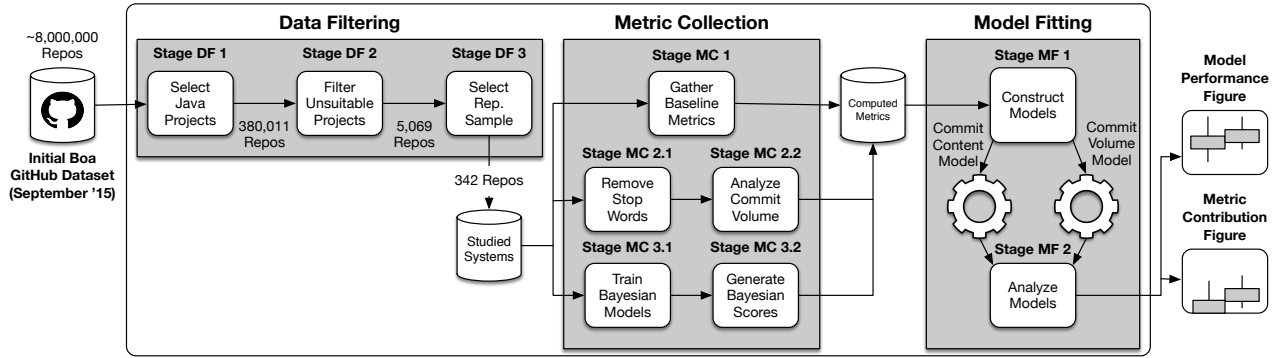 Data Filtering
Metric Collection
Model Fitting
~8,000,000
Repos
Initial Boa
GitHub Dataset
(September '15)
Stage DF 1
Select
Java
Projects
380,011
Repos
Stage DF 2
Filter
Unsuitable
Projects
5,069
Repos
Stage DF 3
Select
Rep.
Sample
342 Repos
Studied
Systems
Stage MC 1
Gather
Baseline
Metrics
Stage MC 2.1
Remove
Stop
Words
Stage MC 2.2
Analyze
Commit
Volume
Stage MC 3.1
Train
Bayesian
Models
Stage MC 3.2
Generate
Bayesian
Scores
Computed
Metrics
Stage MF 1
Construct
Models
Commit
Content
Model
Commit
Volume
Model
Stage MF 2
Analyze
Models
Model
Performance
Figure
Metric
Contribution
Figure